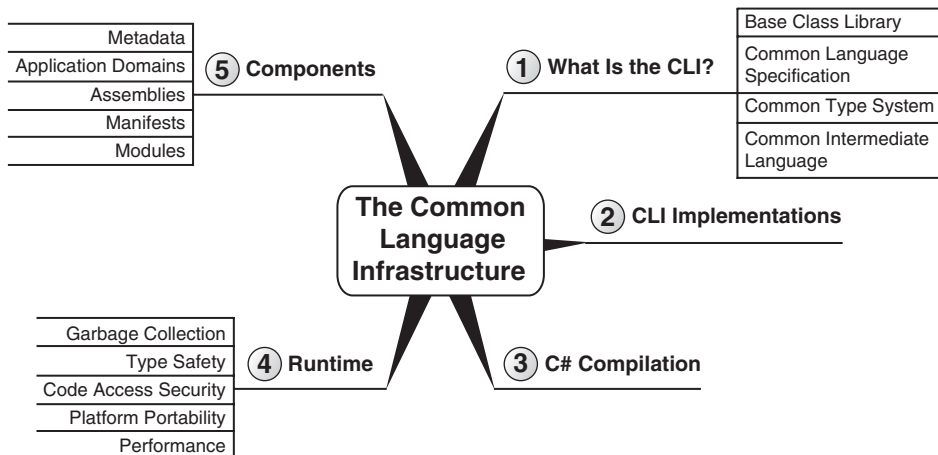 The Common
Language
Infrastructure
1 What Is the CLI?
Base Class Library
Common Language
Specification
Common Type System
Common Intermediate
Language
2 CLI Implementations
3 C# Compilation
4 Runtime
Garbage Collection
Type Safety
Code Access Security
Platform Portability
Performance
5 Components
Metadata
Application Domains
Assemblies
Manifests
Modules